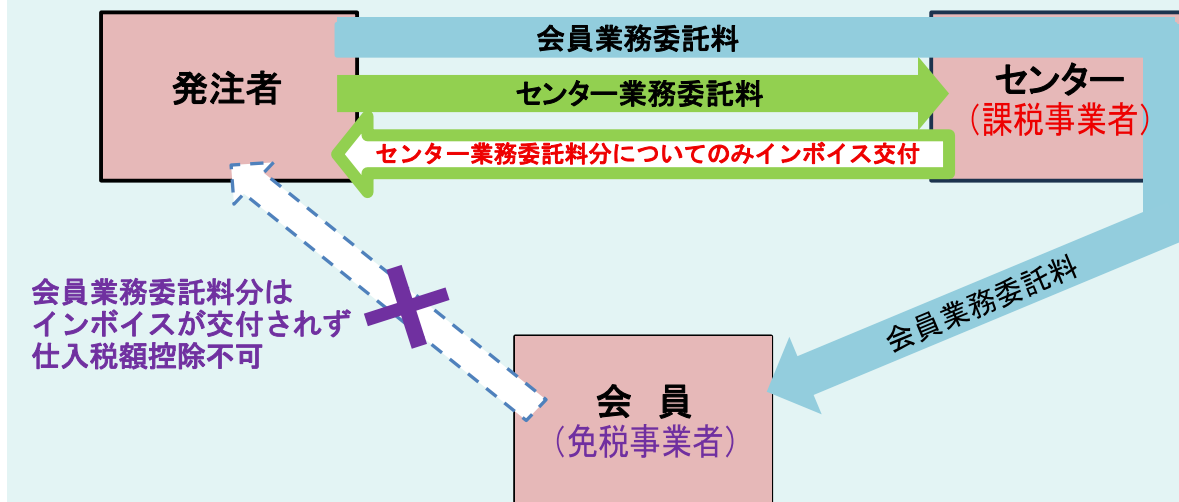 会員業務委託料
発注者
センター業務委託料
センター
（課税事業者）
センター業務委託料分についてのみインボイス交付
会員業務委託料分は
インボイスが交付されず
仕入税額控除不可
会員業務委託料
会　員
（免税事業者）